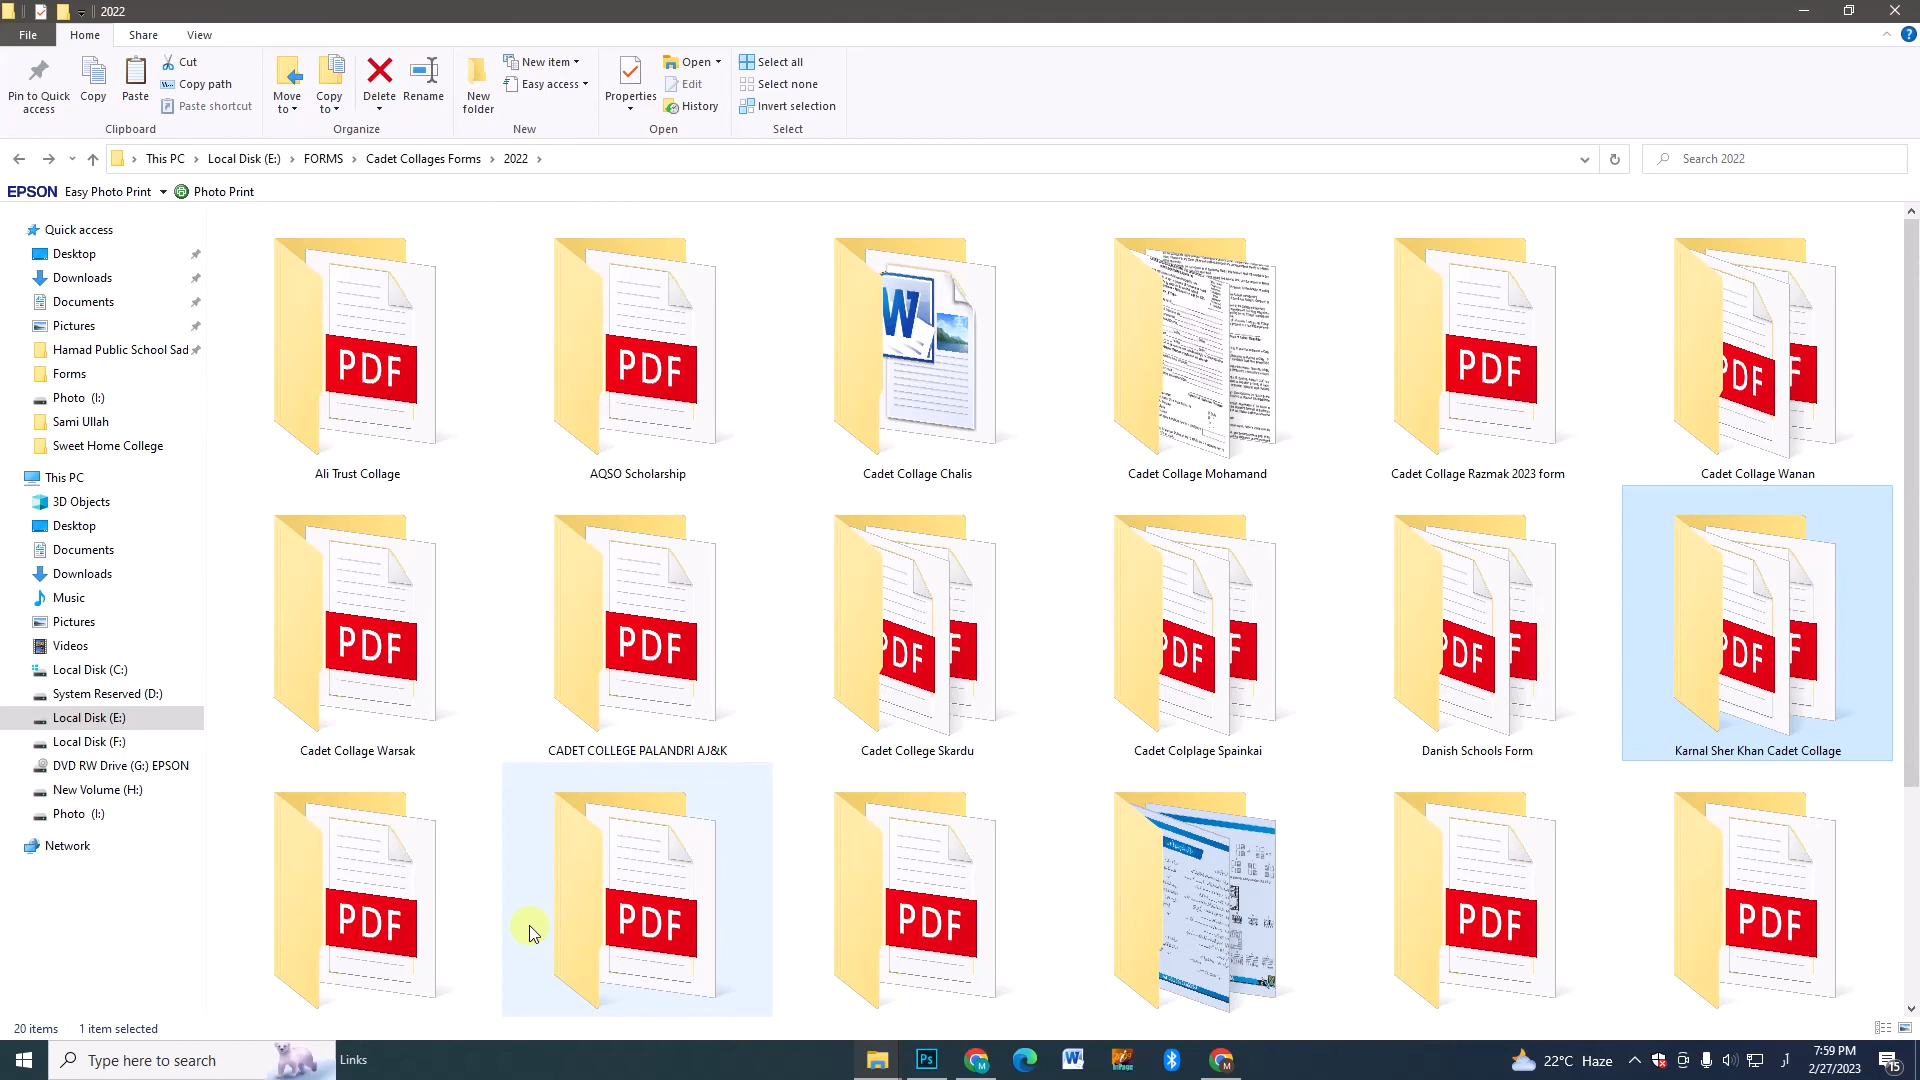 2022
File Home Share View
Pin to Quick access
Copy
Paste
Cut
Copy path
Paste shortcut
Clipboard
Move to
Copy to
Delete
Rename
Organize
New folder
New item
Easy access
New
Properties
Open
Edit
History
Open
Select all
Select none
Invert selection
Select
This PC > Local Disk (E:) > FORMS > Cadet Collages Forms > 2022 >
Search 2022
EPSON Easy Photo Print Photo Print
Quick access
Desktop
Downloads
Documents
Pictures
Hamad Public School Sad
Forms
Photo (I:)
Sami Ullah
Sweet Home College
This PC
3D Objects
Desktop
Documents
Downloads
Music
Pictures
Videos
Local Disk (C:)
System Reserved (D:)
Local Disk (E:)
Local Disk (F:)
DVD RW Drive (G:) EPSON
New Volume (H:)
Photo (I:)
Network
PDF PDF W PDF PDF
Ali Trust Collage AQSO Scholarship Cadet Collage Chalis Cadet Collage Mohamand Cadet Collage Razmak 2023 form Cadet Collage Wanan
PDF PDF PDF PDF PDF PDF
Cadet Collage Warsak CADET COLLEGE PALANDRI AJ&K Cadet College Skardu Cadet Colplage Spainkai Danish Schools Form Karnal Sher Khan Cadet Collage
PDF PDF PDF PDF PDF
20 items 1 item selected
Type here to search
Links
Ps
22°C Haze
7:59 PM
2/27/2023
15